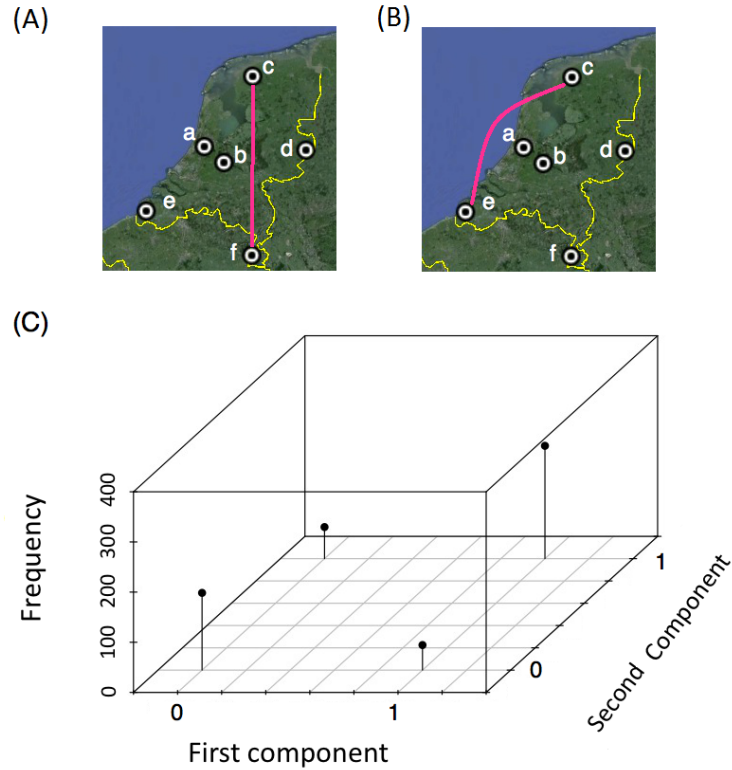 (A)
(B)
c
a
b
d
e
f
c
a
b
d
e
f
(C)
400
300
200
100
0
Frequency
0
1
First component
0
1
Second Component